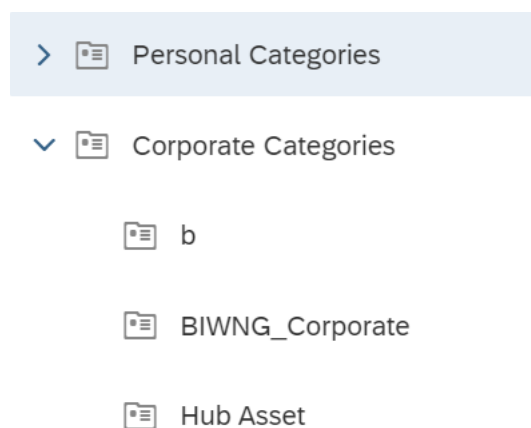 Personal Categories
Corporate Categories
b
BIWNG_Corporate
Hub Asset